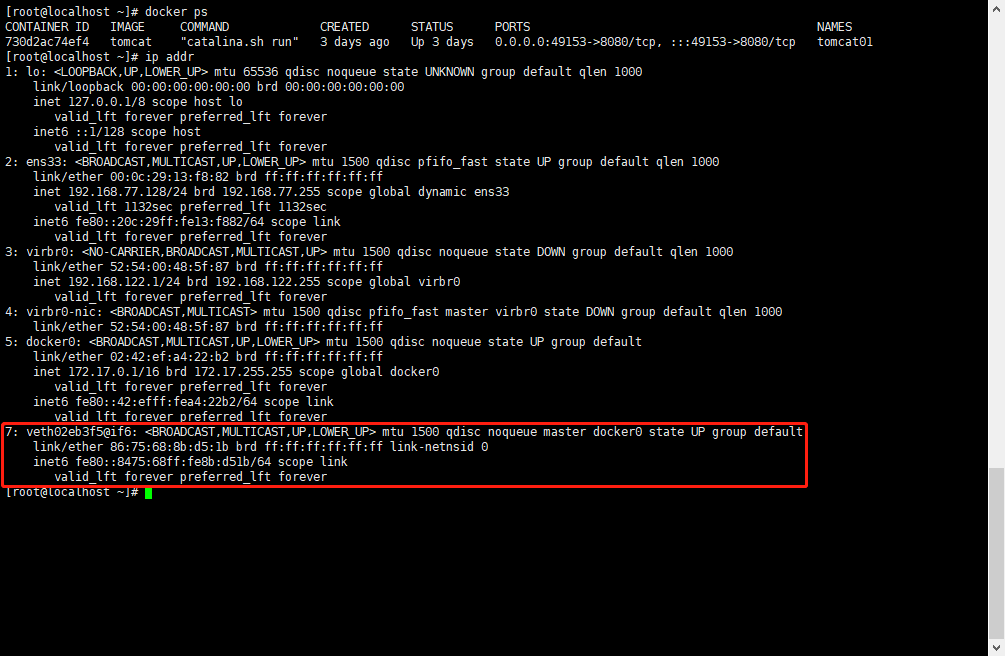 [root@localhost ~]# docker ps
CONTAINER ID   IMAGE     COMMAND             CREATED      STATUS      PORTS                                         NAMES
730d2ac74ef4   tomcat    "catalina.sh run"   3 days ago   Up 3 days   0.0.0.0:49153->8080/tcp, :::49153->8080/tcp   tomcat01
[root@localhost ~]# ip addr
1: lo: <LOOPBACK,UP,LOWER_UP> mtu 65536 qdisc noqueue state UNKNOWN group default qlen 1000
    link/loopback 00:00:00:00:00:00 brd 00:00:00:00:00:00
    inet 127.0.0.1/8 scope host lo
       valid_lft forever preferred_lft forever
    inet6 ::1/128 scope host
       valid_lft forever preferred_lft forever
2: ens33: <BROADCAST,MULTICAST,UP,LOWER_UP> mtu 1500 qdisc pfifo_fast state UP group default qlen 1000
    link/ether 00:0c:29:13:f8:82 brd ff:ff:ff:ff:ff:ff
    inet 192.168.77.128/24 brd 192.168.77.255 scope global dynamic ens33
       valid_lft 1132sec preferred_lft 1132sec
    inet6 fe80::20c:29ff:fe13:f882/64 scope link
       valid_lft forever preferred_lft forever
3: virbr0: <NO-CARRIER,BROADCAST,MULTICAST,UP> mtu 1500 qdisc noqueue state DOWN group default qlen 1000
    link/ether 52:54:00:48:5f:87 brd ff:ff:ff:ff:ff:ff
    inet 192.168.122.1/24 brd 192.168.122.255 scope global virbr0
       valid_lft forever preferred_lft forever
4: virbr0-nic: <BROADCAST,MULTICAST> mtu 1500 qdisc pfifo_fast master virbr0 state DOWN group default qlen 1000
    link/ether 52:54:00:48:5f:87 brd ff:ff:ff:ff:ff:ff
5: docker0: <BROADCAST,MULTICAST,UP,LOWER_UP> mtu 1500 qdisc noqueue state UP group default
    link/ether 02:42:ef:a4:22:b2 brd ff:ff:ff:ff:ff:ff
    inet 172.17.0.1/16 brd 172.17.255.255 scope global docker0
       valid_lft forever preferred_lft forever
    inet6 fe80::42:efff:fea4:22b2/64 scope link
       valid_lft forever preferred_lft forever
7: veth02eb3f5@if6: <BROADCAST,MULTICAST,UP,LOWER_UP> mtu 1500 qdisc noqueue master docker0 state UP group default
    link/ether 86:75:68:8b:d5:1b brd ff:ff:ff:ff:ff:ff link-netnsid 0
    inet6 fe80::8475:68ff:fe8b:d51b/64 scope link
       valid_lft forever preferred_lft forever
[root@localhost ~]#